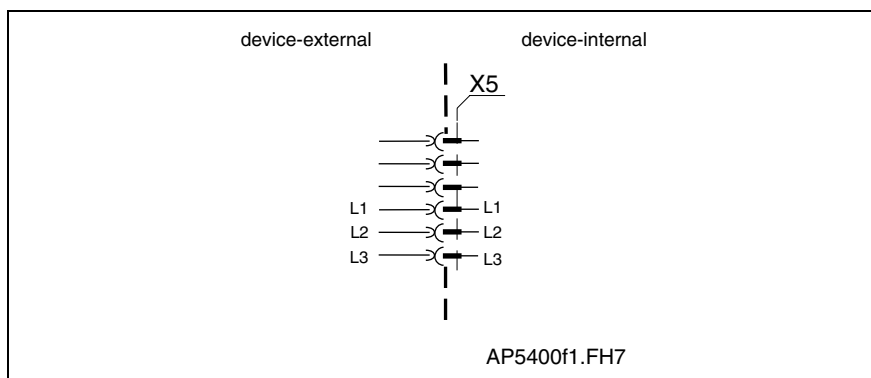 device-external device-internal
X5
L1 L1
L2 L2
L3 L3
AP5400f1.FH7